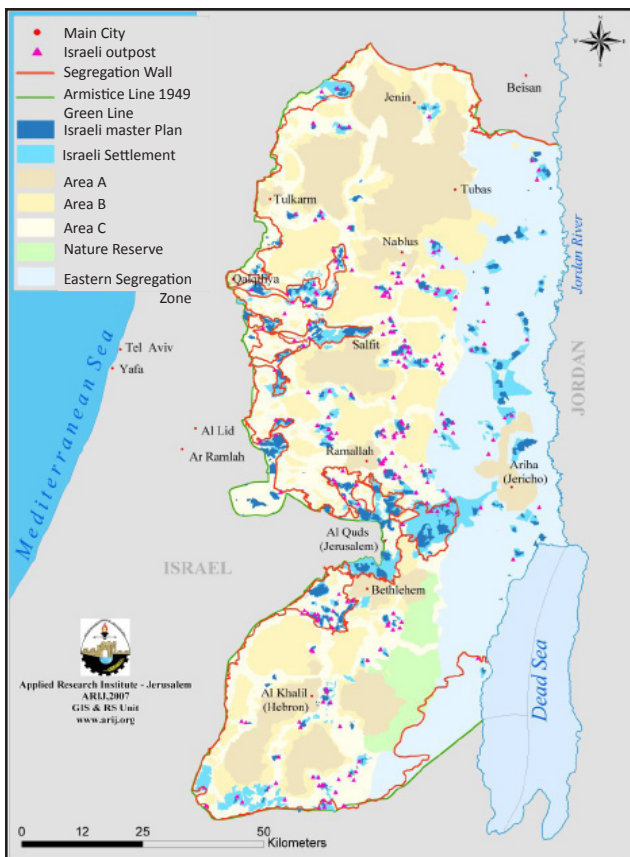 Main City
Israeli outpost
Segregation Wall
Armistice Line 1949
Green Line
Israeli master Plan
Israeli Settlement
Area A
Area B
Area C
Nature Reserve
Eastern Segregation
Zone
Beisan
Jenin
Tubas
Tulkarm
Nablus
Qalqilya
Jordan River
Salfit
Tel Aviv
Yafa
Mediterranean Sea
JORDAN
Al Lid
Ar Ramlah
Ramallah
Ariha
(Jericho)
Al Quds
(Jerusalem)
ISRAEL
Bethlehem
Dead Sea
Al Khalil
(Hebron)
Applied Research Institute - Jerusalem
ARIJ,2007
GIS & RS Unit
www.arij.org
0 12 25 50
Kilometers